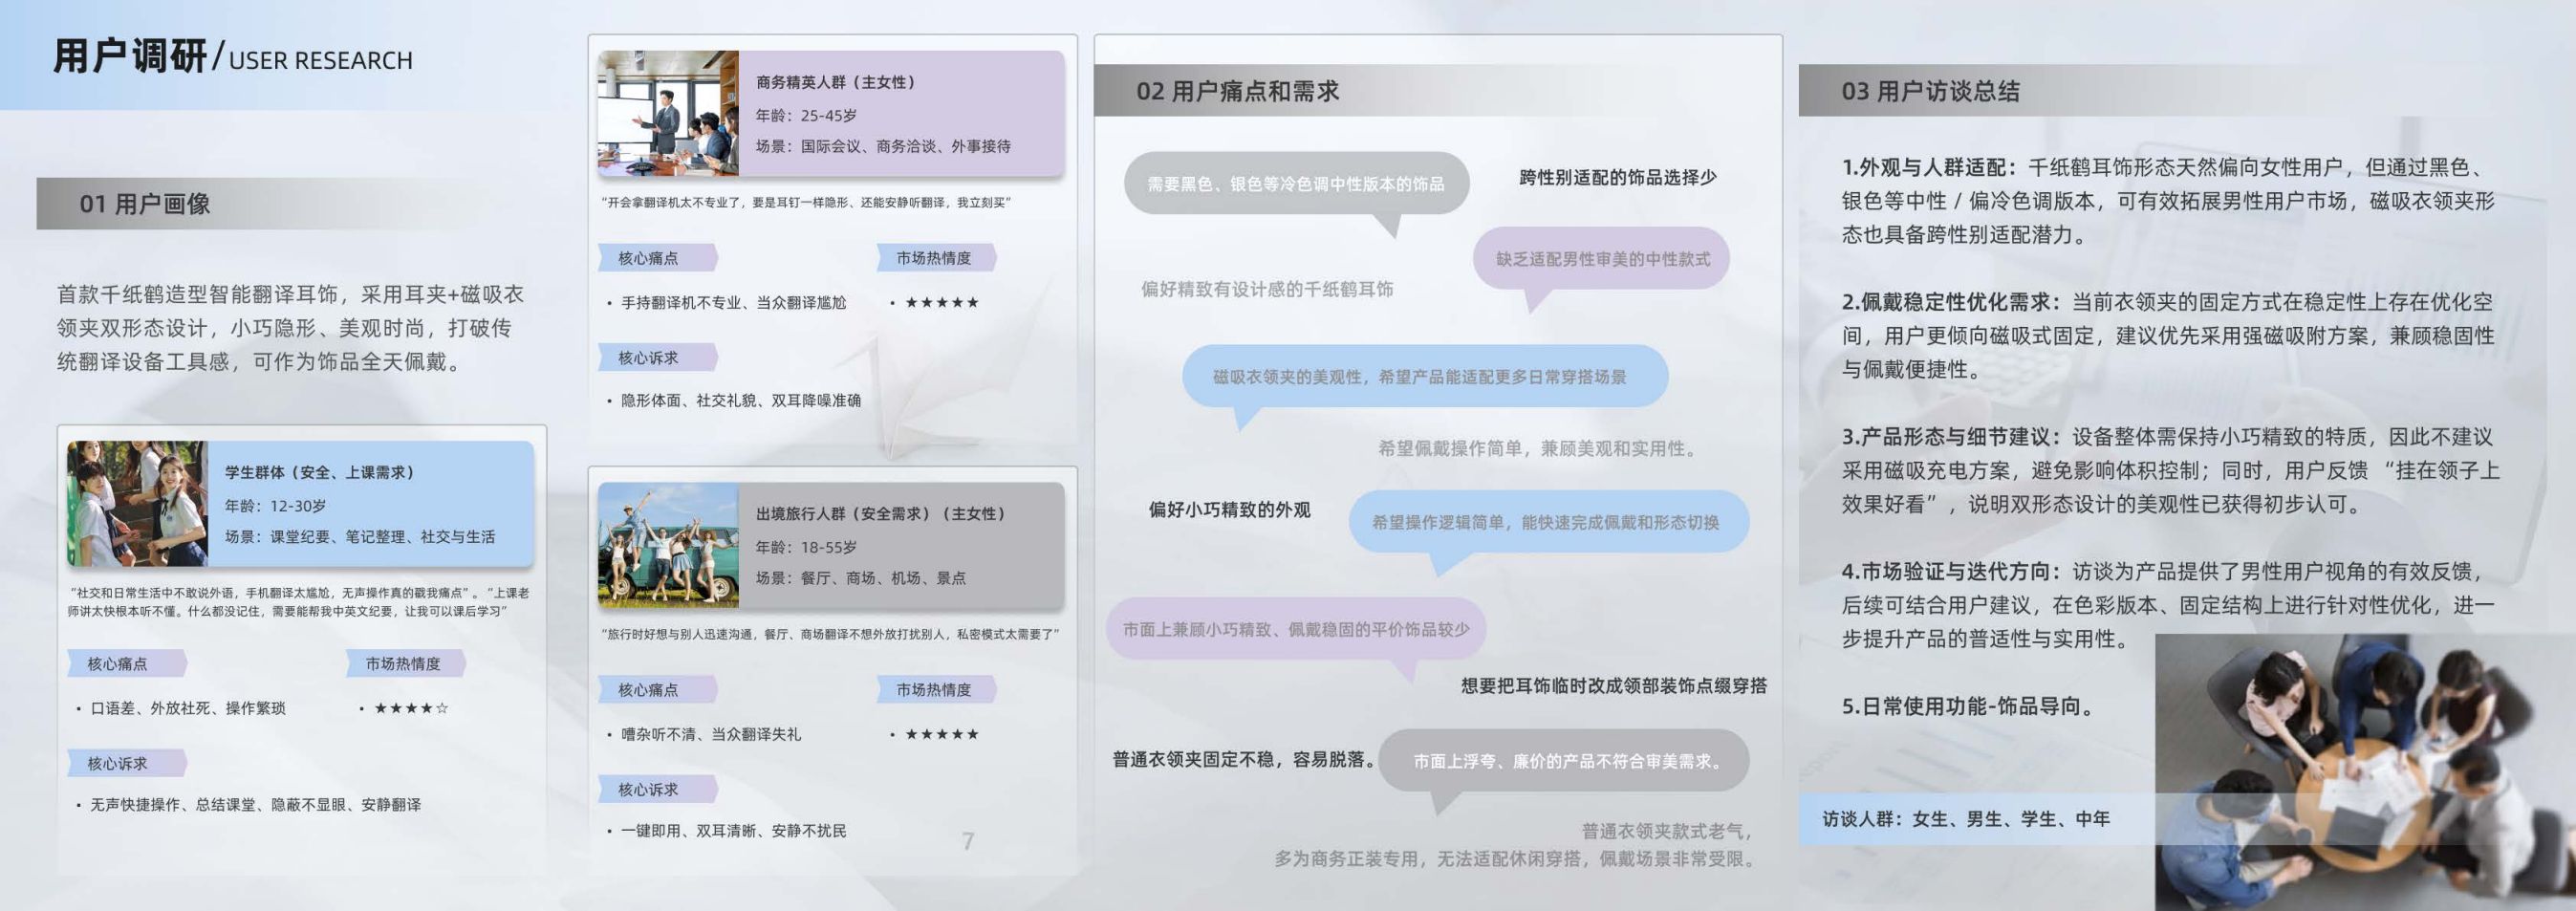 用户调研/USER RESEARCH
01 用户画像
首款千纸鹤造型智能翻译耳饰，采用耳夹+磁吸衣
领夹双形态设计，小巧隐形、美观时尚，打破传
统翻译设备工具感，可作为饰品全天佩戴。
学生群体（安全、上课需求）
年龄：12-30岁
场景：课堂纪要、笔记整理、社交与生活
“社交和日常生活中不敢说外语，手机翻译太尴尬，无声操作真的戳我痛点”。“上课老
师讲太快根本听不懂。什么都没记住，需要能帮我中英文纪要，让我可以课后学习”
核心痛点
市场热情度
• 口语差、外放社死、操作繁琐
• ★★★★☆
核心诉求
• 无声快捷操作、总结课堂、隐蔽不显眼、安静翻译
商务精英人群（主女性）
年龄：25-45岁
场景：国际会议、商务洽谈、外事接待
“开会拿翻译机太不专业了，要是耳钉一样隐形、还能安静听翻译，我立刻买”
核心痛点
市场热情度
• 手持翻译机不专业、当众翻译尴尬
• ★★★★★
核心诉求
• 隐形体面、社交礼貌、双耳降噪准确
出境旅行人群（安全需求）（主女性）
年龄：18-55岁
场景：餐厅、商场、机场、景点
“旅行时好想与别人迅速沟通，餐厅、商场翻译不想外放打扰别人，私密模式太需要了”
核心痛点
市场热情度
• 嘈杂听不清、当众翻译失礼
• ★★★★★
核心诉求
• 一键即用、双耳清晰、安静不扰民
7
02 用户痛点和需求
需要黑色、银色等冷色调中性版本的饰品
跨性别适配的饰品选择少
缺乏适配男性审美的中性款式
偏好精致有设计感的千纸鹤耳饰
磁吸衣领夹的美观性，希望产品能适配更多日常穿搭场景
希望佩戴操作简单，兼顾美观和实用性。
偏好小巧精致的外观
希望操作逻辑简单，能快速完成佩戴和形态切换
市面上兼顾小巧精致、佩戴稳固的平价饰品较少
想要把耳饰临时改成领部装饰点缀穿搭
普通衣领夹固定不稳，容易脱落。
市面上浮夸、廉价的产品不符合审美需求。
普通衣领夹款式老气，
多为商务正装专用，无法适配休闲穿搭，佩戴场景非常受限。
03 用户访谈总结
1.外观与人群适配：千纸鹤耳饰形态天然偏向女性用户，但通过黑色、
银色等中性 / 偏冷色调版本，可有效拓展男性用户市场，磁吸衣领夹形
态也具备跨性别适配潜力。
2.佩戴稳定性优化需求：当前衣领夹的固定方式在稳定性上存在优化空
间，用户更倾向磁吸式固定，建议优先采用强磁吸附方案，兼顾稳固性
与佩戴便捷性。
3.产品形态与细节建议：设备整体需保持小巧精致的特质，因此不建议
采用磁吸充电方案，避免影响体积控制；同时，用户反馈 “挂在领子上
效果好看” ，说明双形态设计的美观性已获得初步认可。
4.市场验证与迭代方向：访谈为产品提供了男性用户视角的有效反馈，
后续可结合用户建议，在色彩版本、固定结构上进行针对性优化，进一
步提升产品的普适性与实用性。
5.日常使用功能-饰品导向。
访谈人群：女生、男生、学生、中年